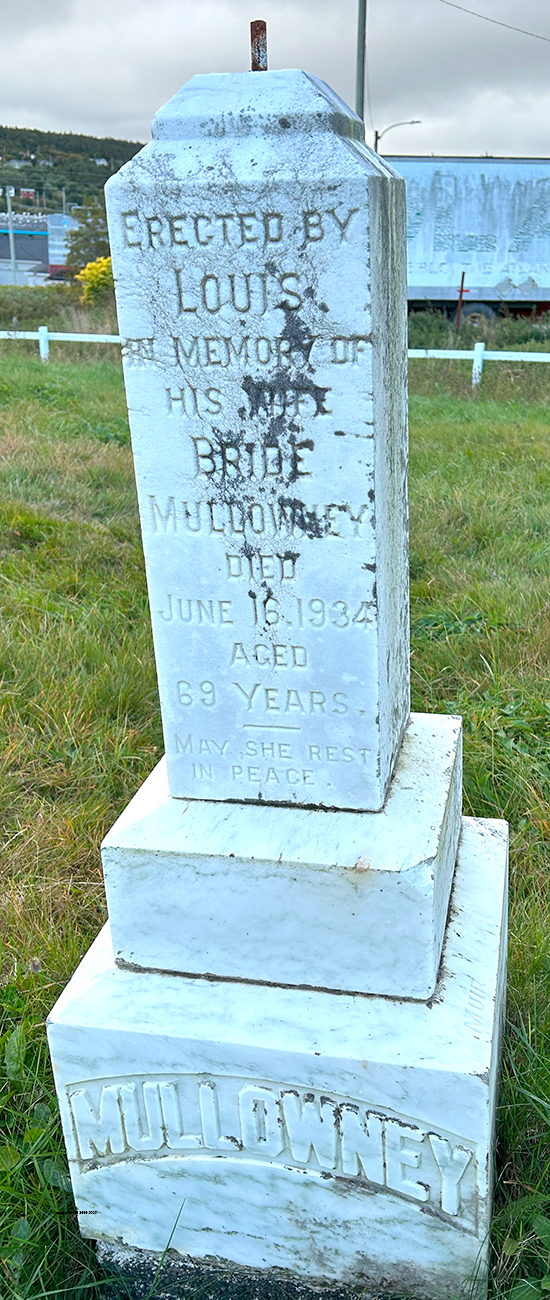 ERECTED BY
LOUIS
IN MEMORY OF
HIS WIFE
BRIDE
MULLOWNEY
DIED
JUNE 16.1934
AGED
69 YEARS.
MAY SHE REST
IN PEACE.
MUIR
MULLOWNEY